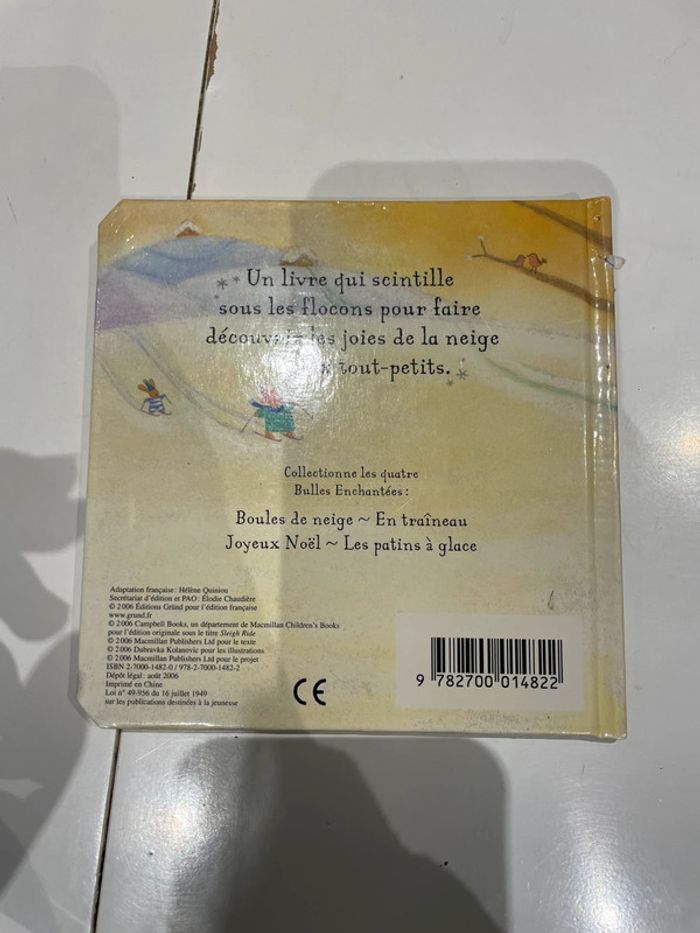 Un livre qui scintille
sous les flocons pour faire
découvrir les joies de la neige
tout-petits.
Collectionne les quatre
Bulles Enchantées :
Boules de neige ~ En traîneau
Joyeux Noël ~ Les patins à glace
Adaptation française : Hélène Quiniou
Secrétariat d'édition et PAO : Élodie Chaudière
© 2006 Éditions Gründ pour l'édition française
www.grund.fr
© 2006 Campbell Books, un département de Macmillan Children's Books
pour l'édition originale sous le titre Sleigh Ride
© 2006 Macmillan Publishers Ltd pour le texte
© 2006 Dubravka Kolanovic pour les illustrations
© 2006 Macmillan Publishers Ltd pour le projet
ISBN 2-7000-1482-0 / 978-2-7000-1482-2
Dépôt légal : août 2006
Imprimé en Chine
Loi n° 49-956 du 16 juillet 1949
sur les publications destinées à la jeunesse
CE
9 782700 014822